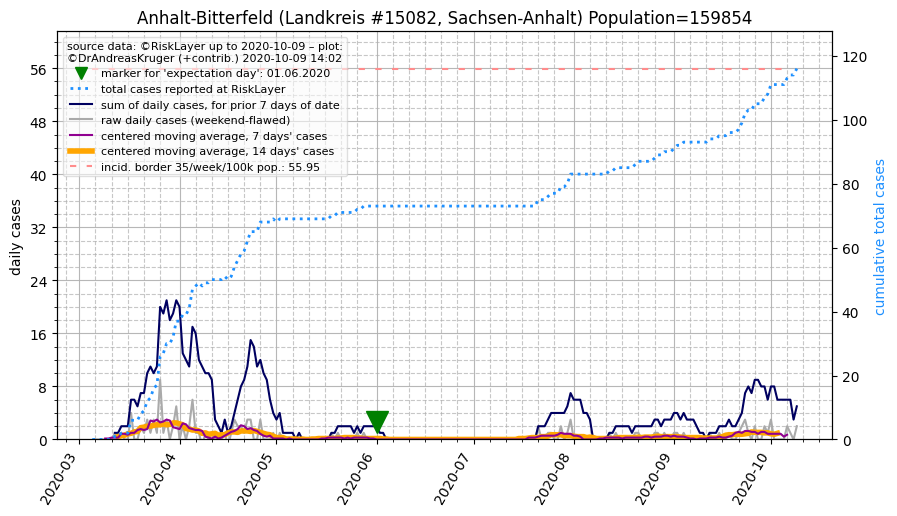 Anhalt-Bitterfeld (Landkreis #15082, Sachsen-Anhalt) Population=159854
source data: ©RiskLayer up to 2020-10-09 – plot:
©DrAndreasKruger (+contrib.) 2020-10-09 14:02
marker for 'expectation day': 01.06.2020
total cases reported at RiskLayer
sum of daily cases, for prior 7 days of date
raw daily cases (weekend-flawed)
centered moving average, 7 days' cases
centered moving average, 14 days' cases
incid. border 35/week/100k pop.: 55.95
daily cases
56
48
40
32
24
16
8
0
cumulative total cases
120
100
80
60
40
20
0
2020-03
2020-04
2020-05
2020-06
2020-07
2020-08
2020-09
2020-10